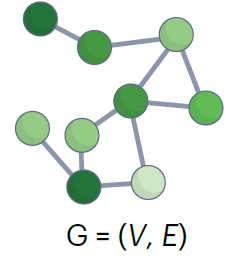 G = (V, E)